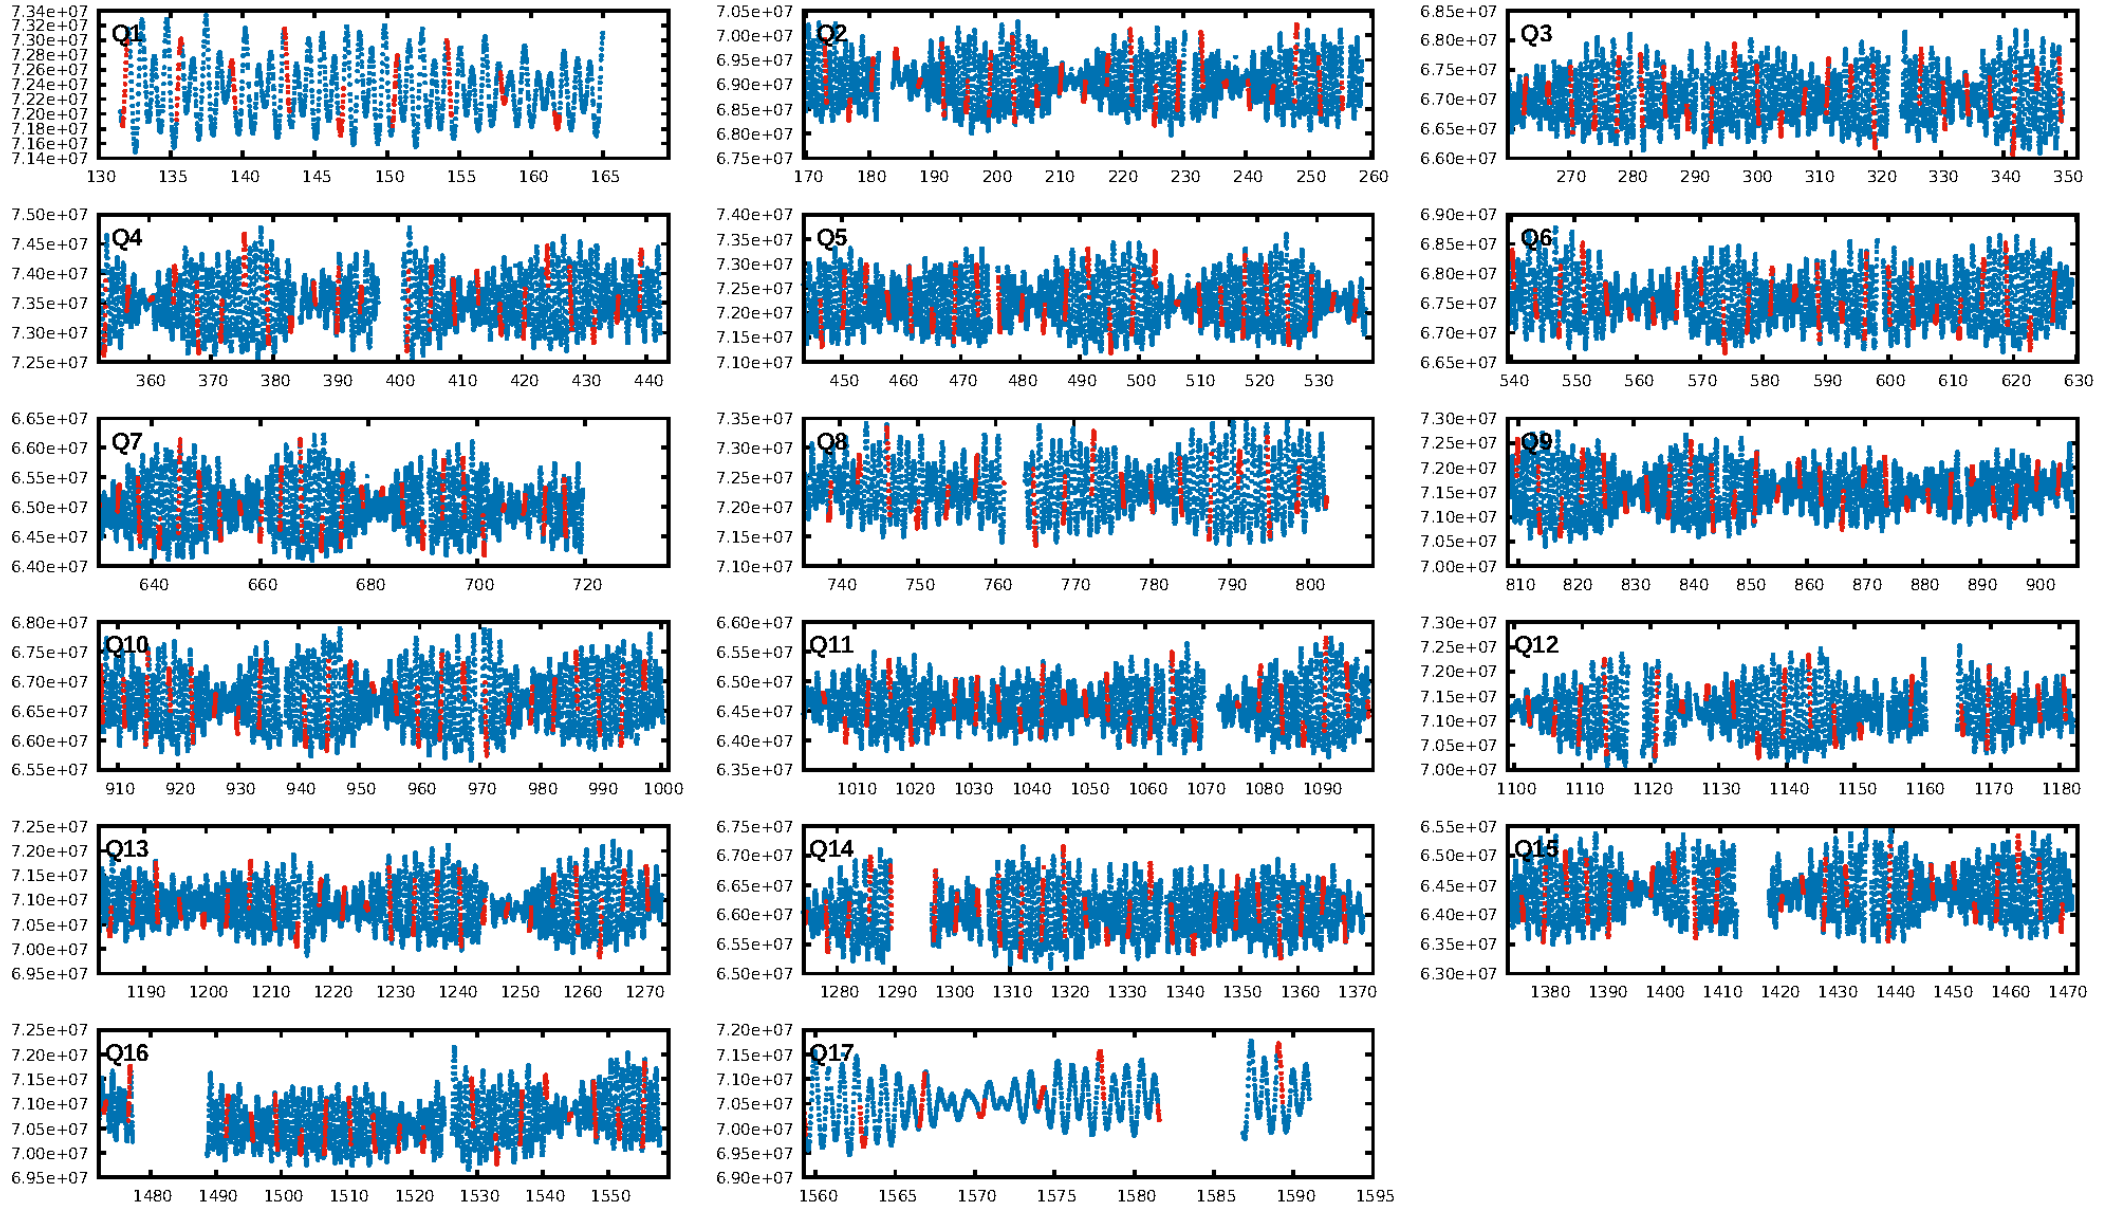 7.34e+07
7.32e+07
7.30e+07
7.28e+07
7.26e+07
7.24e+07
7.22e+07
7.20e+07
7.18e+07
7.16e+07
7.14e+07
Q1
130 135 140 145 150 155 160 165
7.05e+07
7.00e+07
6.95e+07
6.90e+07
6.85e+07
6.80e+07
6.75e+07
Q2
170 180 190 200 210 220 230 240 250 260
6.85e+07
6.80e+07
6.75e+07
6.70e+07
6.65e+07
6.60e+07
Q3
270 280 290 300 310 320 330 340 350
7.50e+07
7.45e+07
7.40e+07
7.35e+07
7.30e+07
7.25e+07
Q4
360 370 380 390 400 410 420 430 440
7.40e+07
7.35e+07
7.30e+07
7.25e+07
7.20e+07
7.15e+07
7.10e+07
Q5
450 460 470 480 490 500 510 520 530
6.90e+07
6.85e+07
6.80e+07
6.75e+07
6.70e+07
6.65e+07
Q6
540 550 560 570 580 590 600 610 620 630
6.65e+07
6.60e+07
6.55e+07
6.50e+07
6.45e+07
6.40e+07
Q7
640 660 680 700 720
7.35e+07
7.30e+07
7.25e+07
7.20e+07
7.15e+07
7.10e+07
Q8
740 750 760 770 780 790 800
7.30e+07
7.25e+07
7.20e+07
7.15e+07
7.10e+07
7.05e+07
7.00e+07
Q9
810 820 830 840 850 860 870 880 890 900
6.80e+07
6.75e+07
6.70e+07
6.65e+07
6.60e+07
6.55e+07
Q10
910 920 930 940 950 960 970 980 990 1000
6.60e+07
6.55e+07
6.50e+07
6.45e+07
6.40e+07
6.35e+07
Q11
1010 1020 1030 1040 1050 1060 1070 1080 1090
7.30e+07
7.25e+07
7.20e+07
7.15e+07
7.10e+07
7.05e+07
7.00e+07
Q12
1100 1110 1120 1130 1140 1150 1160 1170 1180
7.25e+07
7.20e+07
7.15e+07
7.10e+07
7.05e+07
7.00e+07
6.95e+07
Q13
1190 1200 1210 1220 1230 1240 1250 1260 1270
6.75e+07
6.70e+07
6.65e+07
6.60e+07
6.55e+07
6.50e+07
Q14
1280 1290 1300 1310 1320 1330 1340 1350 1360 1370
6.55e+07
6.50e+07
6.45e+07
6.40e+07
6.35e+07
6.30e+07
Q15
1380 1390 1400 1410 1420 1430 1440 1450 1460 1470
7.25e+07
7.20e+07
7.15e+07
7.10e+07
7.05e+07
7.00e+07
6.95e+07
Q16
1480 1490 1500 1510 1520 1530 1540 1550
7.20e+07
7.15e+07
7.10e+07
7.05e+07
7.00e+07
6.95e+07
6.90e+07
Q17
1560 1565 1570 1575 1580 1585 1590 1595